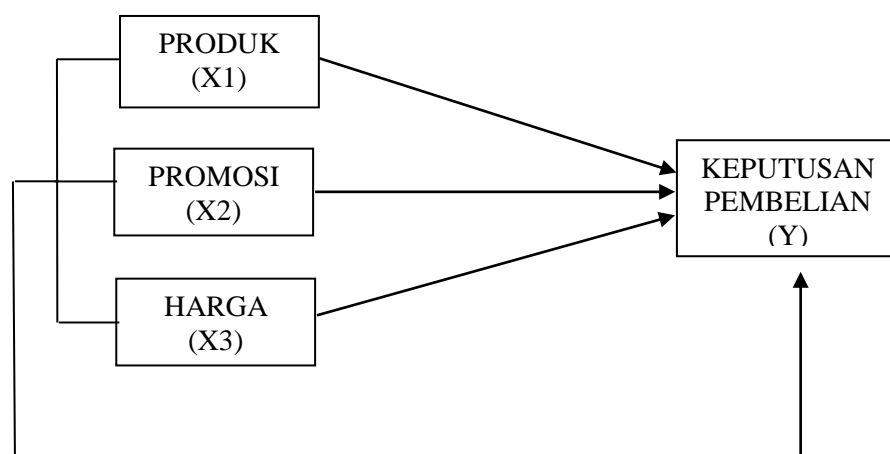 PRODUK
(X1)
PROMOSI
(X2)
HARGA
(X3)
KEPUTUSAN
PEMBELIAN
(Y)